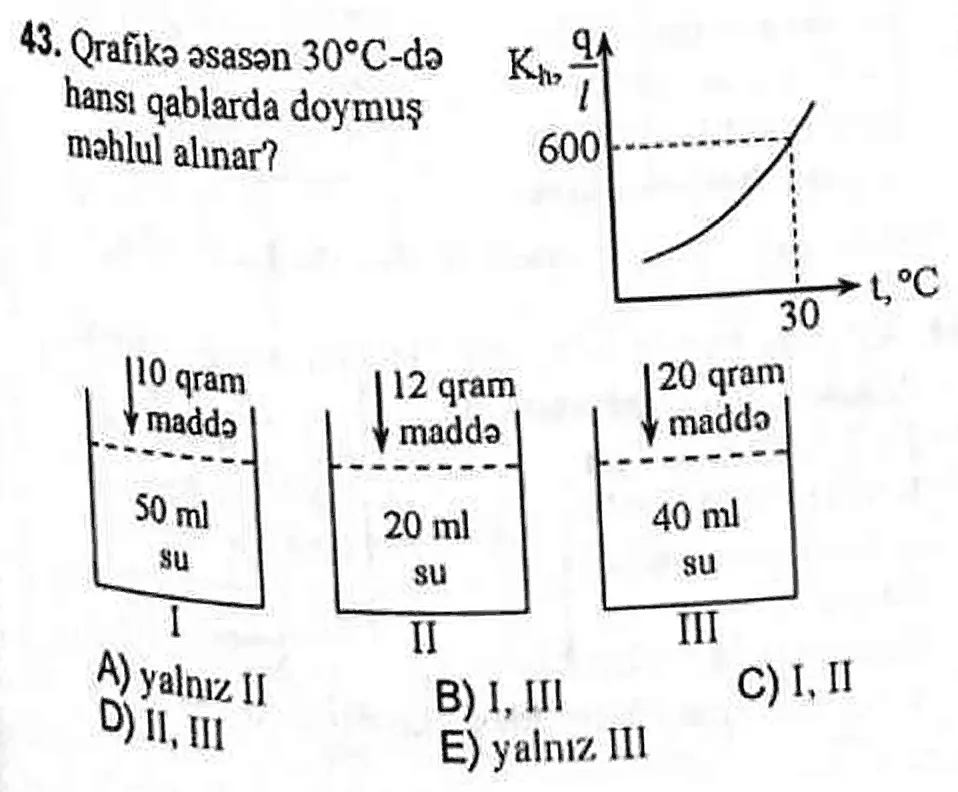 43. Qrafikə əsasən 30°C-də
hansı qablarda doymuş
məhlul alınar?
Kh, q/l
600
30
t, °C
10 qram
maddə
50 ml
su
I
12 qram
maddə
20 ml
su
II
20 qram
maddə
40 ml
su
III
A) yalnız II
B) I, III
C) I, II
D) II, III
E) yalnız III